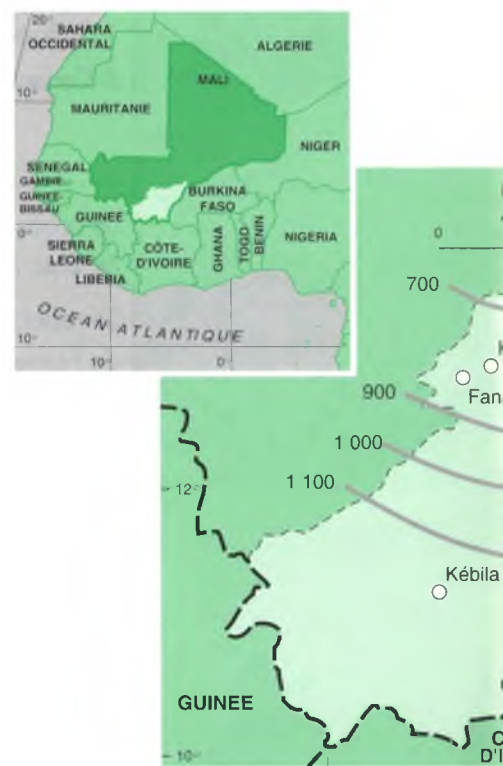 20°
SAHARA
OCCIDENTAL
ALGERIE
MALI
10°
MAURITANIE
NIGER
SENEGAL
GAMBIE
GUINEE-
BISSAU
BURKINA
FASO
GUINEE
0°
SIERRA
LEONE
CÔTE-
D'IVOIRE
GHANA
TOGO
BENIN
NIGERIA
LIBERIA
OCEAN ATLANTIQUE
10°
10°
0°
0
700
K
Fana
900
1 000
1 100
12°
Kébila
GUINEE
10°
C
D'I